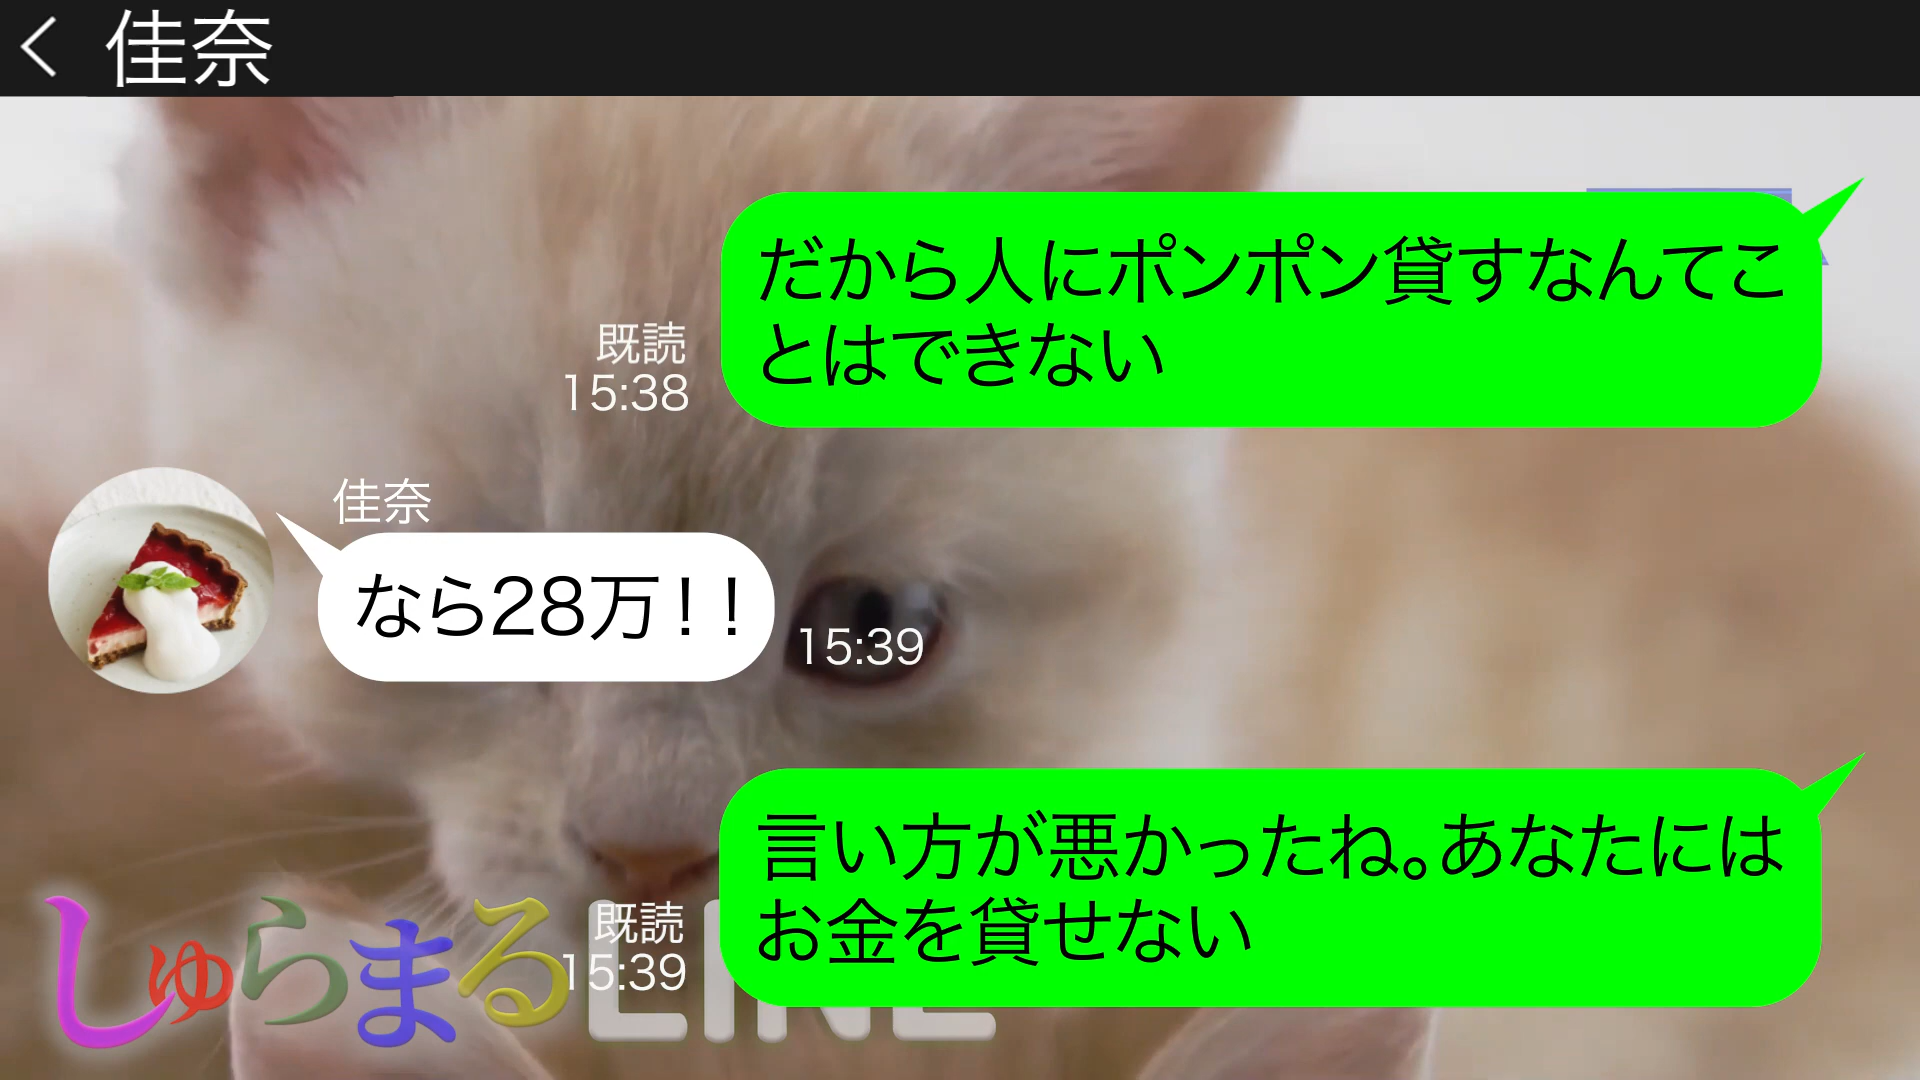 佳奈
だから人にポンポン貸すなんてこ
とはできない
既読
15:38
佳奈
なら28万！！
15:39
言い方が悪かったね。あなたには
お金を貸せない
既読
15:39
しゅらまるLINE